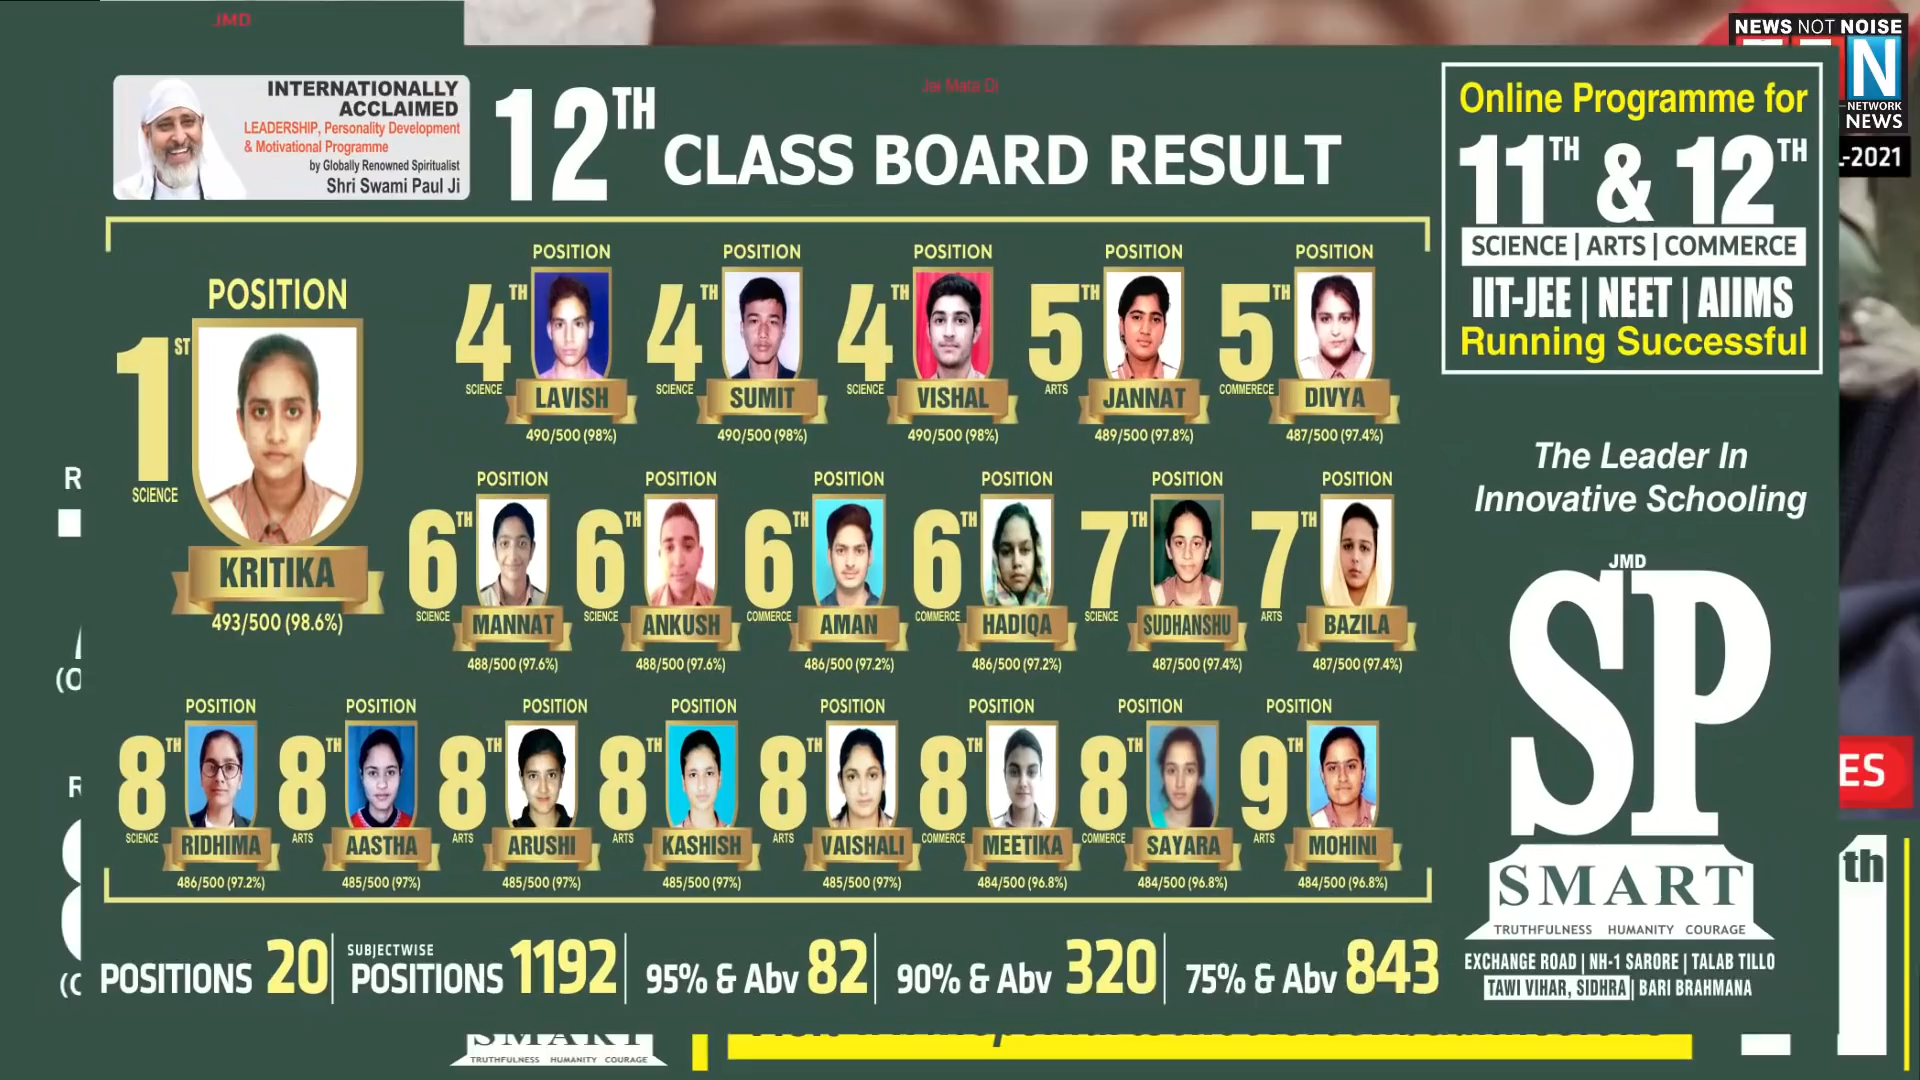 JMD
Jai Mata Di
NEWS NOT NOISE
N
NETWORK
NEWS
-2021
INTERNATIONALLY
ACCLAIMED
LEADERSHIP, Personality Development
& Motivational Programme
by Globally Renowned Spiritualist
Shri Swami Paul Ji
12TH CLASS BOARD RESULT
Online Programme for
11TH & 12TH
SCIENCE | ARTS | COMMERCE
IIT-JEE | NEET | AIIMS
Running Successful
POSITION
1ST
SCIENCE
KRITIKA
493/500 (98.6%)
POSITION
4TH
SCIENCE
LAVISH
490/500 (98%)
POSITION
4TH
SCIENCE
SUMIT
490/500 (98%)
POSITION
4TH
SCIENCE
VISHAL
490/500 (98%)
POSITION
5TH
ARTS
JANNAT
489/500 (97.8%)
POSITION
5TH
COMMERECE
DIVYA
487/500 (97.4%)
POSITION
6TH
SCIENCE
MANNAT
488/500 (97.6%)
POSITION
6TH
SCIENCE
ANKUSH
488/500 (97.6%)
POSITION
6TH
COMMERCE
AMAN
486/500 (97.2%)
POSITION
6TH
COMMERCE
HADIQA
486/500 (97.2%)
POSITION
7TH
SCIENCE
SUDHANSHU
487/500 (97.4%)
POSITION
7TH
ARTS
BAZILA
487/500 (97.4%)
POSITION
8TH
SCIENCE
RIDHIMA
486/500 (97.2%)
POSITION
8TH
ARTS
AASTHA
485/500 (97%)
POSITION
8TH
ARTS
ARUSHI
485/500 (97%)
POSITION
8TH
ARTS
KASHISH
485/500 (97%)
POSITION
8TH
ARTS
VAISHALI
485/500 (97%)
POSITION
8TH
COMMERCE
MEETIKA
484/500 (96.8%)
POSITION
8TH
COMMERCE
SAYARA
484/500 (96.8%)
POSITION
9TH
ARTS
MOHINI
484/500 (96.8%)
POSITIONS 20
SUBJECTWISE
POSITIONS 1192
95% & Abv 82
90% & Abv 320
75% & Abv 843
The Leader In
Innovative Schooling
JMD
SP
SMART
TRUTHFULNESS HUMANITY COURAGE
EXCHANGE ROAD | NH-1 SARORE | TALAB TILLO
TAWI VIHAR, SIDHRA | BARI BRAHMANA
ES
th
R
(O
R
SMART
TRUTHFULNESS HUMANITY COURAGE